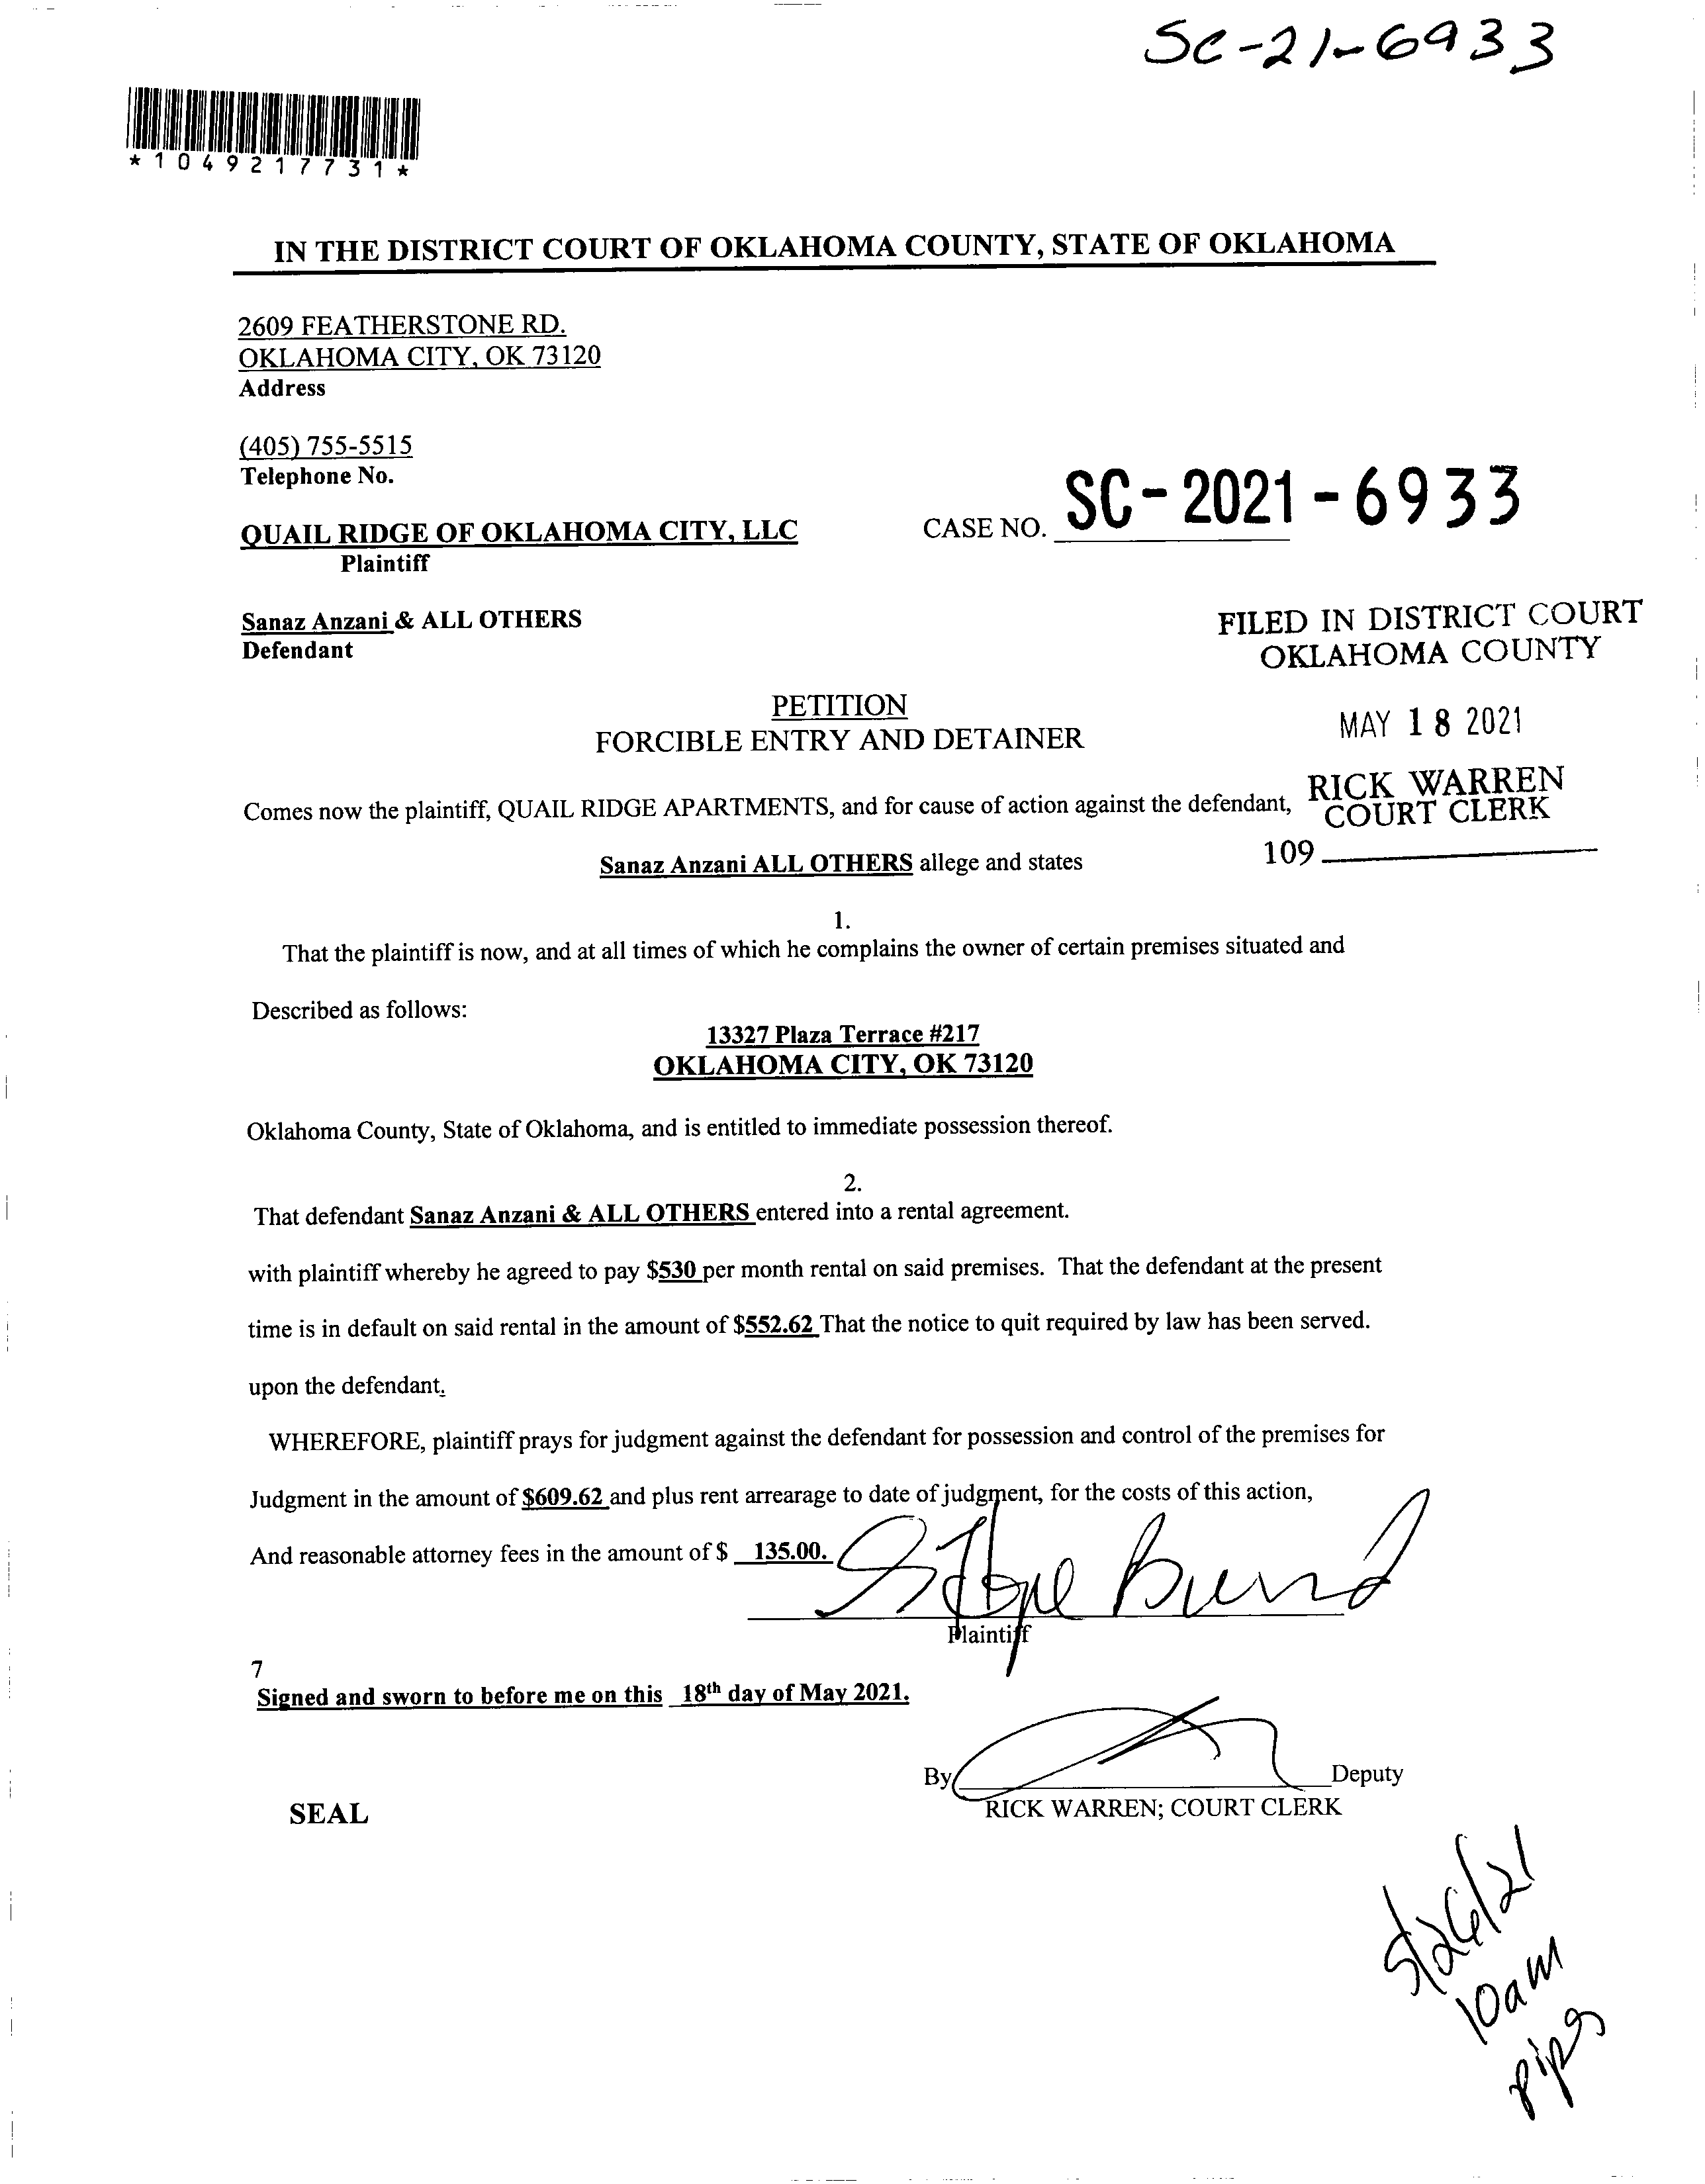 SC-21-6933
*1049217731*
IN THE DISTRICT COURT OF OKLAHOMA COUNTY, STATE OF OKLAHOMA
2609 FEATHERSTONE RD.
OKLAHOMA CITY, OK 73120
Address
(405) 755-5515
Telephone No.
QUAIL RIDGE OF OKLAHOMA CITY, LLC
Plaintiff
CASE NO. SC-2021-6933
Sanaz Anzani & ALL OTHERS
Defendant
FILED IN DISTRICT COURT
OKLAHOMA COUNTY
MAY 18 2021
RICK WARREN
COURT CLERK
109
PETITION
FORCIBLE ENTRY AND DETAINER
Comes now the plaintiff, QUAIL RIDGE APARTMENTS, and for cause of action against the defendant,
Sanaz Anzani ALL OTHERS allege and states
1.
That the plaintiff is now, and at all times of which he complains the owner of certain premises situated and
Described as follows:
13327 Plaza Terrace #217
OKLAHOMA CITY, OK 73120
Oklahoma County, State of Oklahoma, and is entitled to immediate possession thereof.
2.
That defendant Sanaz Anzani & ALL OTHERS entered into a rental agreement.
with plaintiff whereby he agreed to pay $530 per month rental on said premises. That the defendant at the present
time is in default on said rental in the amount of $552.62 That the notice to quit required by law has been served.
upon the defendant.
WHEREFORE, plaintiff prays for judgment against the defendant for possession and control of the premises for
Judgment in the amount of $609.62 and plus rent arrearage to date of judgment, for the costs of this action,
And reasonable attorney fees in the amount of $ 135.00.
Plaintiff
7
Signed and sworn to before me on this 18th day of May 2021.
By Deputy
RICK WARREN; COURT CLERK
SEAL
5/26/21
10am